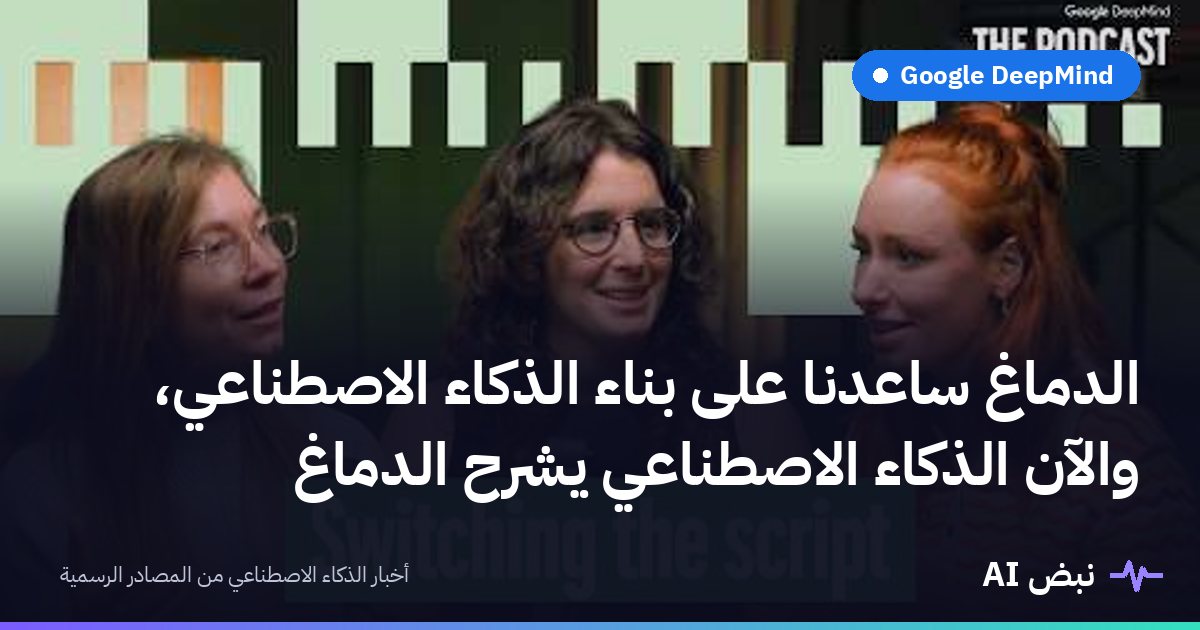 Google DeepMind
THE PODCAST
Google DeepMind
الدماغ ساعدنا على بناء الذكاء الاصطناعي،
والآن الذكاء الاصطناعي يشرح الدماغ
Switching the script
نبض AI
أخبار الذكاء الاصطناعي من المصادر الرسمية